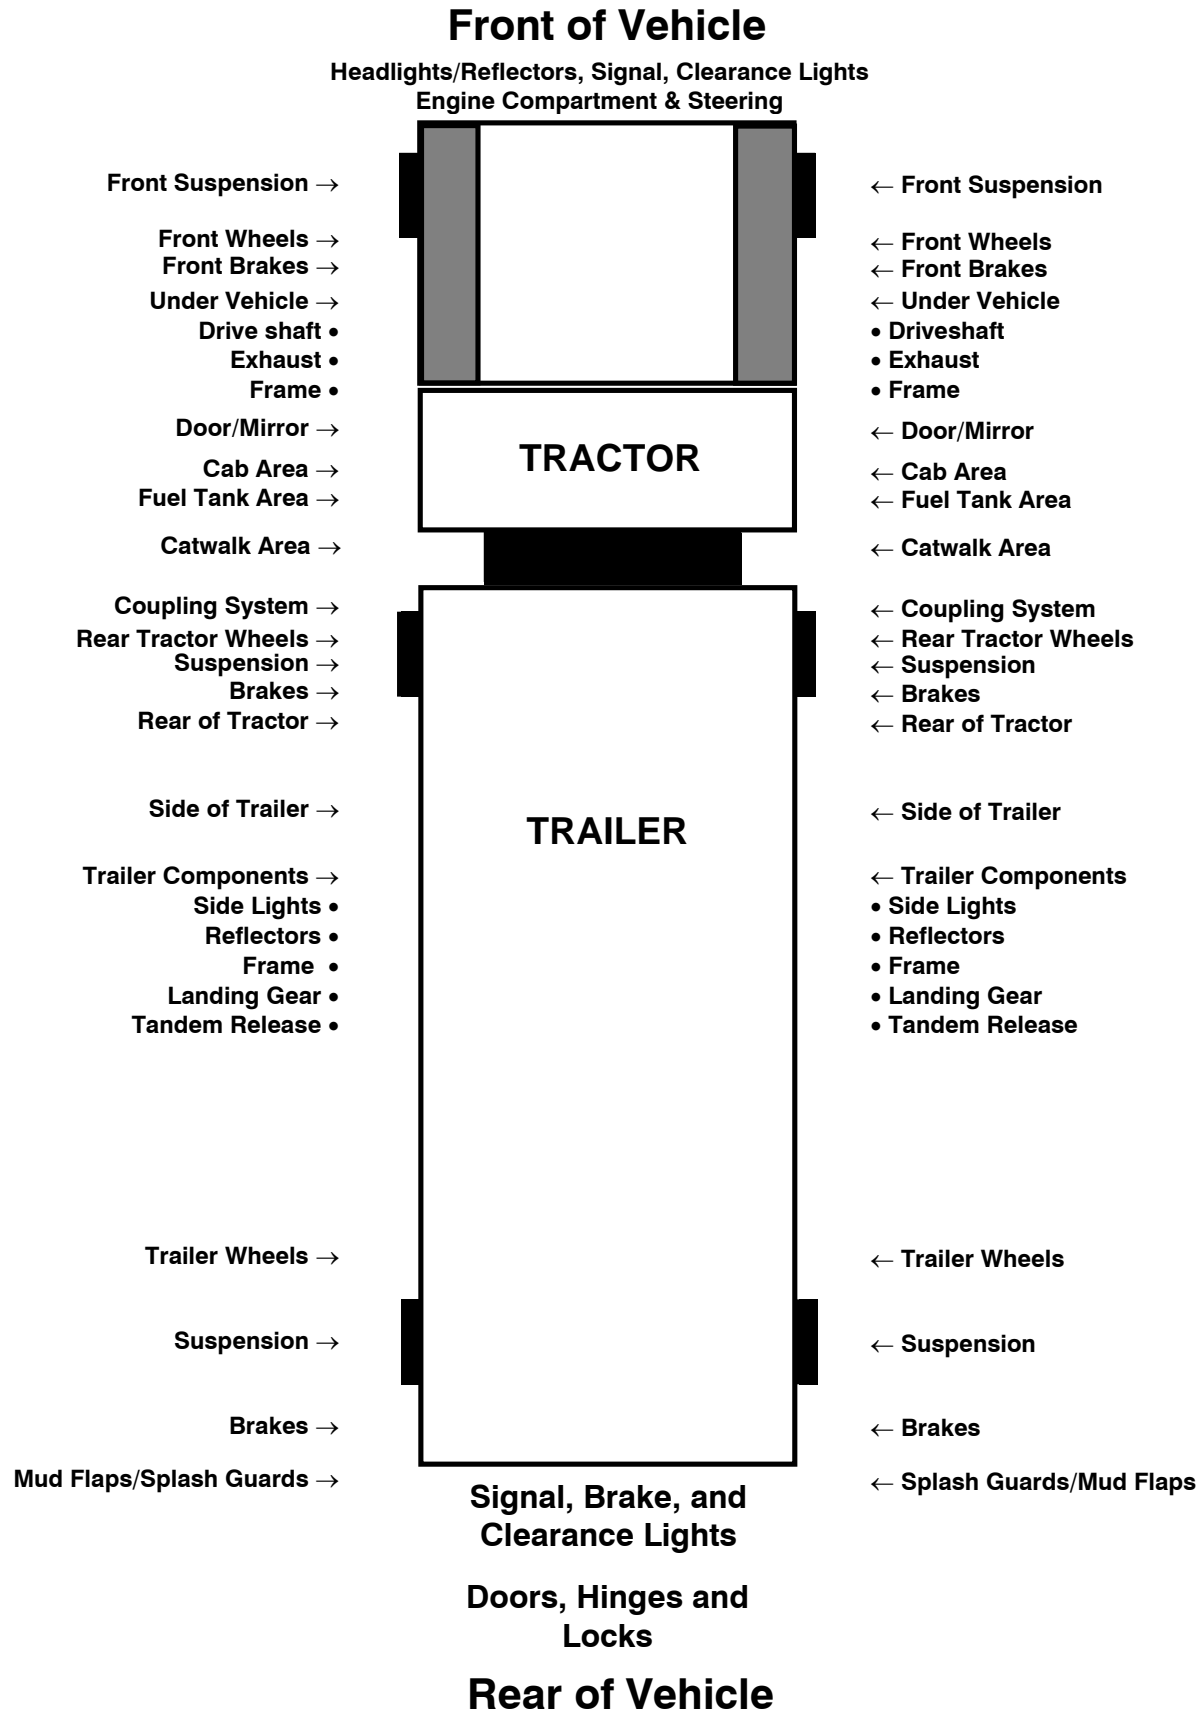 Front of Vehicle
Headlights/Reflectors, Signal, Clearance Lights
Engine Compartment & Steering
Front Suspension →
Front Wheels →
Front Brakes →
Under Vehicle →
Drive shaft •
Exhaust •
Frame •
Door/Mirror →
Cab Area →
Fuel Tank Area →
Catwalk Area →
Coupling System →
Rear Tractor Wheels →
Suspension →
Brakes →
Rear of Tractor →
Side of Trailer →
Trailer Components →
Side Lights •
Reflectors •
Frame •
Landing Gear •
Tandem Release •
Trailer Wheels →
Suspension →
Brakes →
Mud Flaps/Splash Guards →
TRACTOR
TRAILER
← Front Suspension
← Front Wheels
← Front Brakes
← Under Vehicle
• Driveshaft
• Exhaust
• Frame
← Door/Mirror
← Cab Area
← Fuel Tank Area
← Catwalk Area
← Coupling System
← Rear Tractor Wheels
← Suspension
← Brakes
← Rear of Tractor
← Side of Trailer
← Trailer Components
• Side Lights
• Reflectors
• Frame
• Landing Gear
• Tandem Release
← Trailer Wheels
← Suspension
← Brakes
← Splash Guards/Mud Flaps
Signal, Brake, and
Clearance Lights
Doors, Hinges and
Locks
Rear of Vehicle